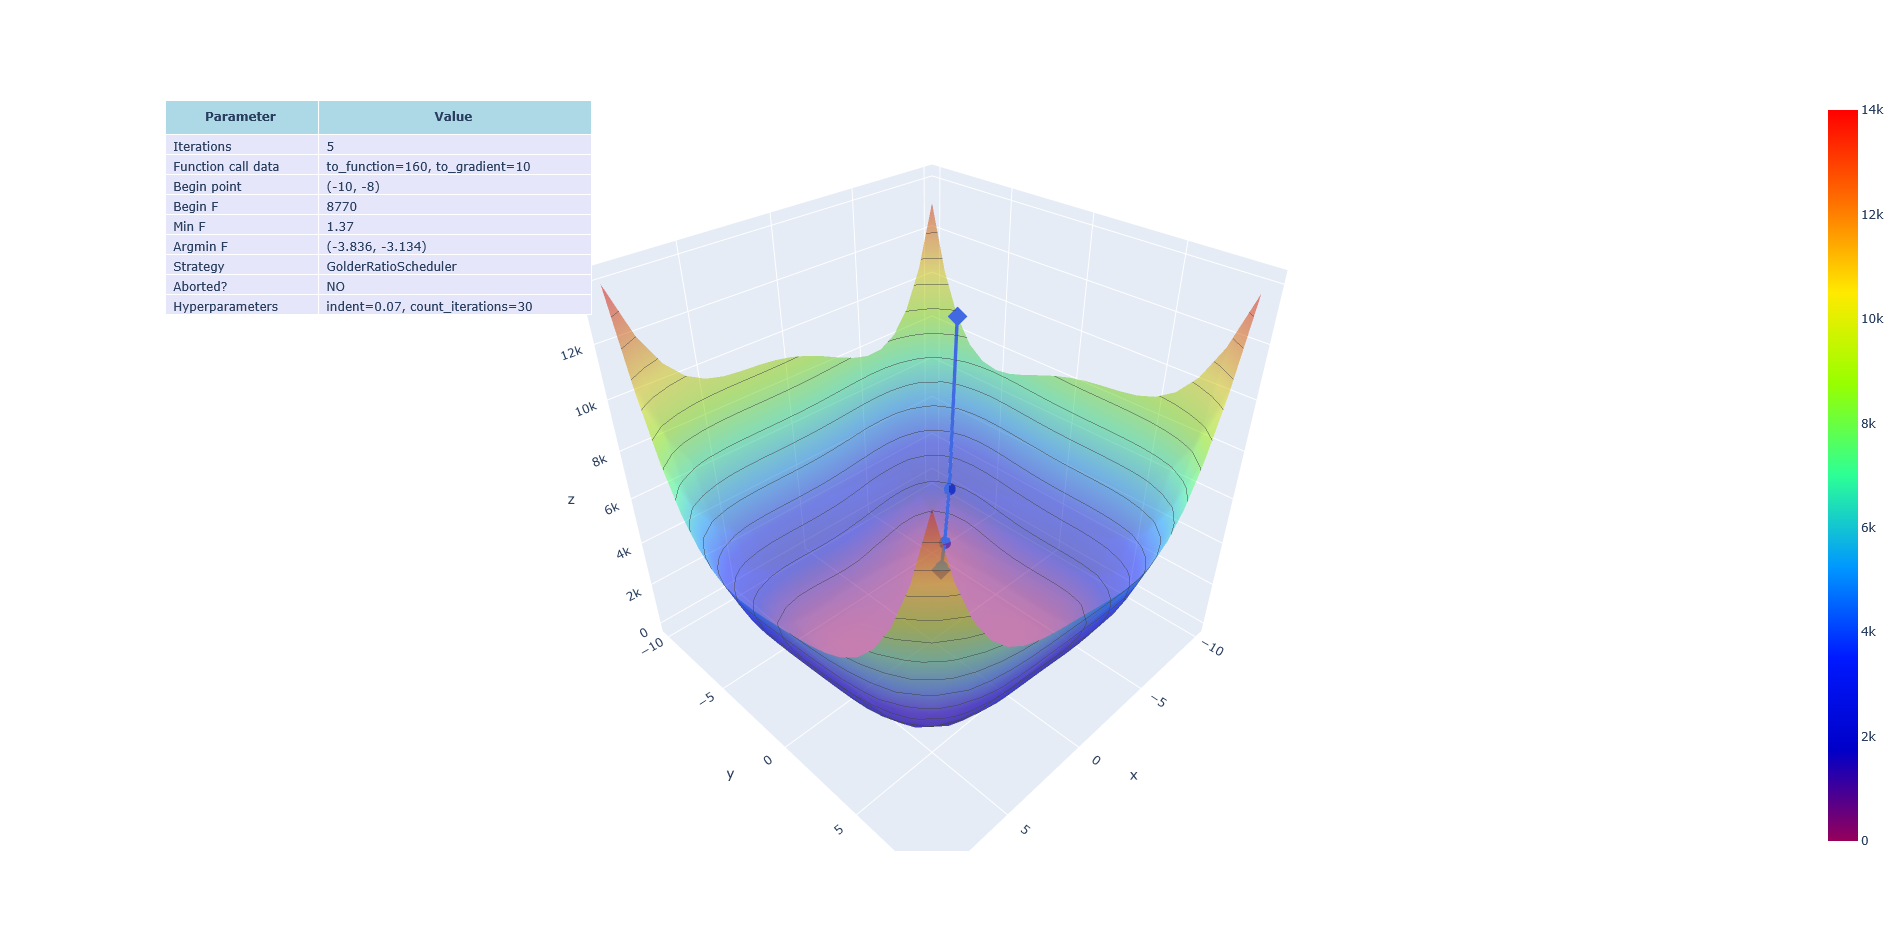 Parameter Value
Iterations 5
Function call data to_function=160, to_gradient=10
Begin point (-10, -8)
Begin F 8770
Min F 1.37
Argmin F (-3.836, -3.134)
Strategy GolderRatioScheduler
Aborted? NO
Hyperparameters indent=0.07, count_iterations=30
12k
10k
8k
6k
4k
2k
0
z
−10
−5
0
5
y
−10
−5
0
5
x
14k
12k
10k
8k
6k
4k
2k
0